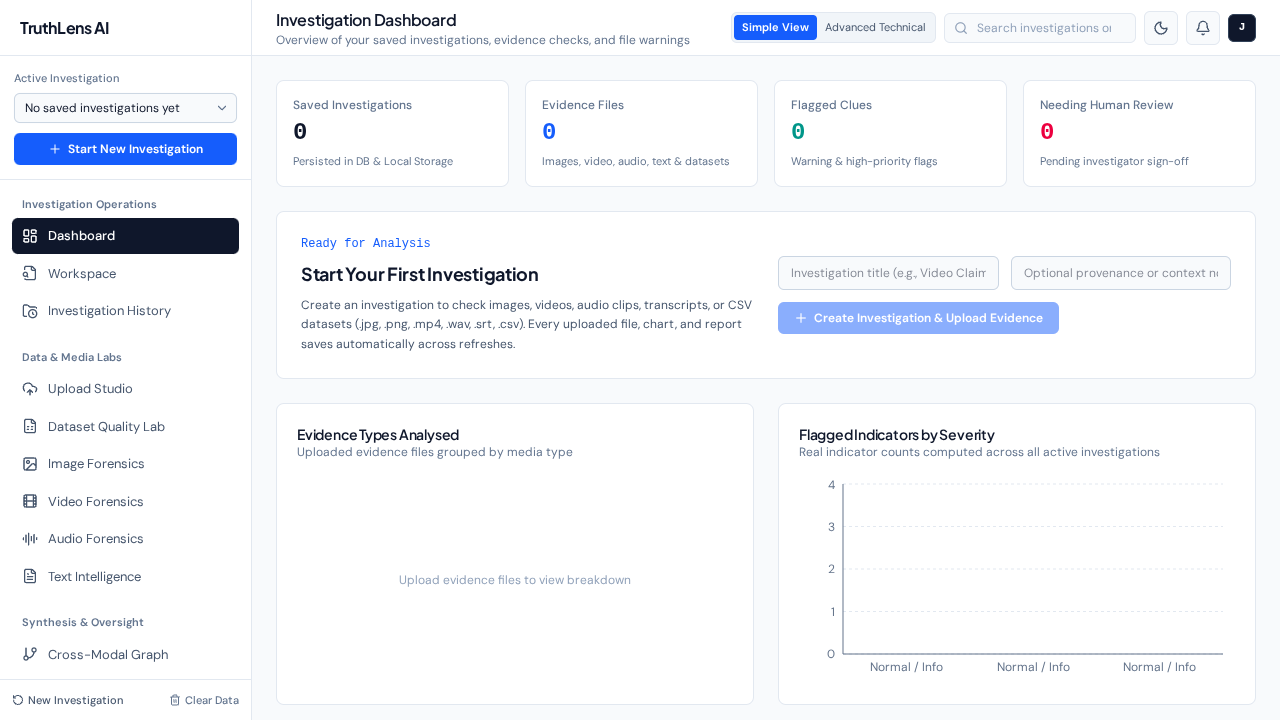 TruthLens AI
Active Investigation
No saved investigations yet
Start New Investigation
Investigation Operations
Dashboard
Workspace
Investigation History
Data & Media Labs
Upload Studio
Dataset Quality Lab
Image Forensics
Video Forensics
Audio Forensics
Text Intelligence
Synthesis & Oversight
Cross-Modal Graph
New Investigation
Clear Data
Investigation Dashboard
Overview of your saved investigations, evidence checks, and file warnings
Simple View
Advanced Technical
Search investigations or
J
Saved Investigations
0
Persisted in DB & Local Storage
Evidence Files
0
Images, video, audio, text & datasets
Flagged Clues
0
Warning & high-priority flags
Needing Human Review
0
Pending investigator sign-off
Ready for Analysis
Start Your First Investigation
Create an investigation to check images, videos, audio clips, transcripts, or CSV
datasets (.jpg, .png, .mp4, .wav, .srt, .csv). Every uploaded file, chart, and report
saves automatically across refreshes.
Investigation title (e.g., Video Claim
Optional provenance or context no
Create Investigation & Upload Evidence
Evidence Types Analysed
Uploaded evidence files grouped by media type
Upload evidence files to view breakdown
Flagged Indicators by Severity
Real indicator counts computed across all active investigations
4
3
2
1
0
Normal / Info
Normal / Info
Normal / Info